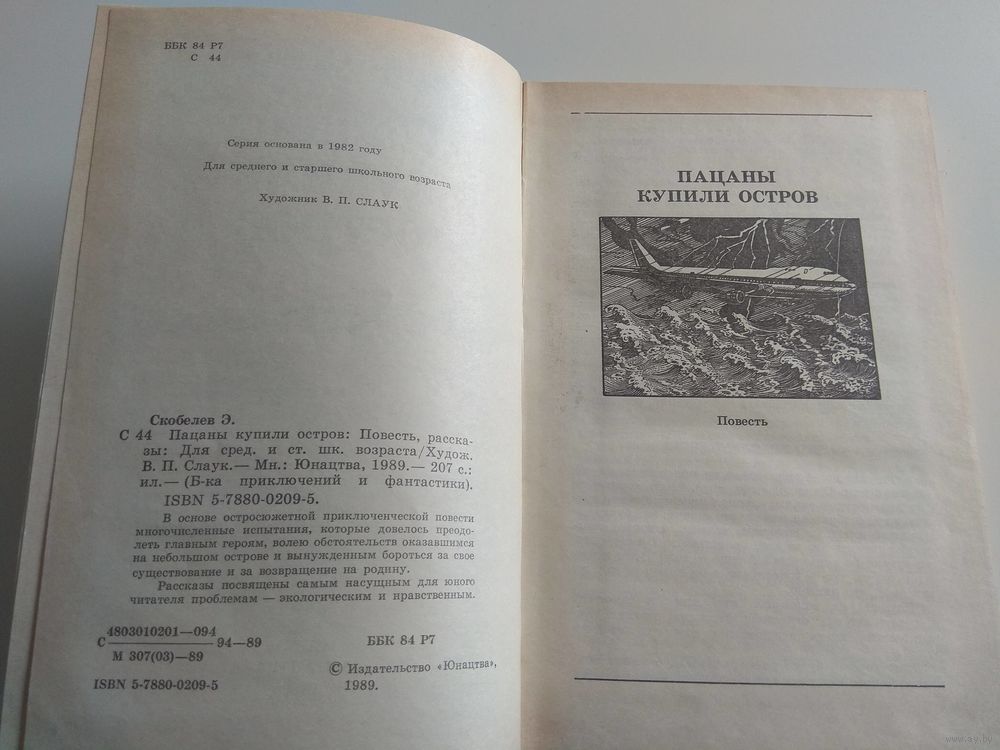 ББК 84 Р7
С 44
Серия основана в 1982 году
Для среднего и старшего школьного возраста
Художник В. П. СЛАУК
Скобелев Э.
С 44 Пацаны купили остров: Повесть, расска-
зы: Для сред. и ст. шк. возраста/Худож.
В. П. Слаук.— Мн.: Юнацтва, 1989.— 207 с.:
ил.— (Б-ка приключений и фантастики).
ISBN 5-7880-0209-5.
В основе остросюжетной приключенческой повести
многочисленные испытания, которые довелось преодо-
леть главным героям, волею обстоятельств оказавшимся
на небольшом острове и вынужденным бороться за свое
существование и за возвращение на родину.
Рассказы посвящены самым насущным для юного
читателя проблемам — экологическим и нравственным.
4803010201—094
С 94—89
М 307(03)—89
ББК 84 Р7
© Издательство «Юнацтва»,
1989.
ISBN 5-7880-0209-5
ПАЦАНЫ
КУПИЛИ ОСТРОВ
Повесть
www.ay.by